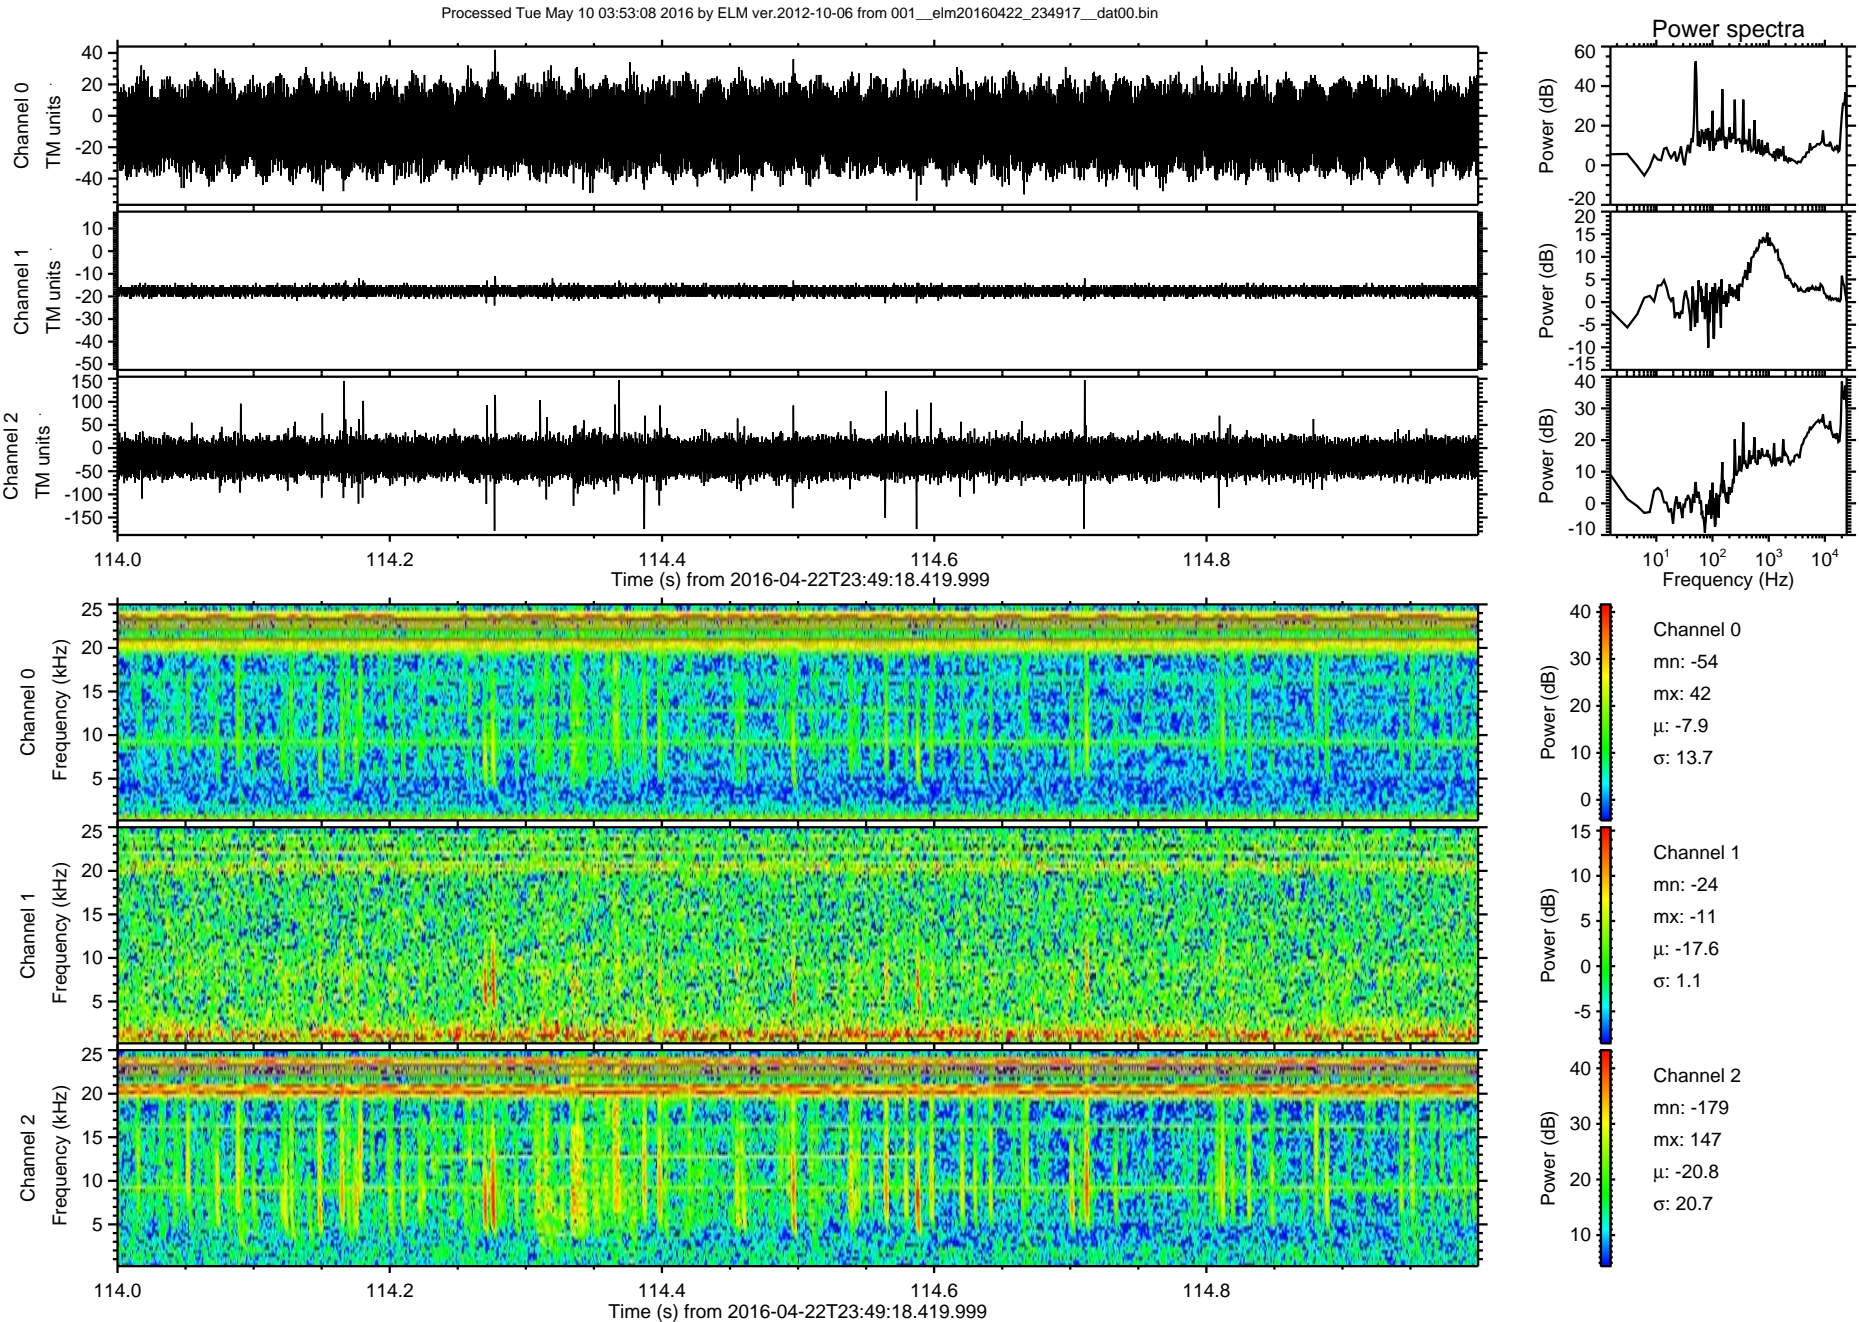 Processed Tue May 10 03:53:08 2016 by ELM ver.2012-10-06 from 001__elm20160422_234917__dat00.bin
Power spectra
Channel 0
TM units
40
20
0
-20
-40
Power (dB)
60
40
20
0
-20
Channel 1
TM units
10
0
-10
-20
-30
-40
-50
Power (dB)
20
15
10
5
0
-5
-10
-15
Channel 2
TM units
150
100
50
0
-50
-100
-150
Power (dB)
40
30
20
10
0
-10
114.0 114.2 114.4 114.6 114.8
Time (s) from 2016-04-22T23:49:18.419.999
10^1 10^2 10^3 10^4
Frequency (Hz)
Channel 0
Frequency (kHz)
25
20
15
10
5
Power (dB)
40
30
20
10
0
Channel 0
mn: -54
mx: 42
μ: -7.9
σ: 13.7
Channel 1
Frequency (kHz)
25
20
15
10
5
Power (dB)
15
10
5
0
-5
Channel 1
mn: -24
mx: -11
μ: -17.6
σ: 1.1
Channel 2
Frequency (kHz)
25
20
15
10
5
Power (dB)
40
30
20
10
Channel 2
mn: -179
mx: 147
μ: -20.8
σ: 20.7
114.0 114.2 114.4 114.6 114.8
Time (s) from 2016-04-22T23:49:18.419.999